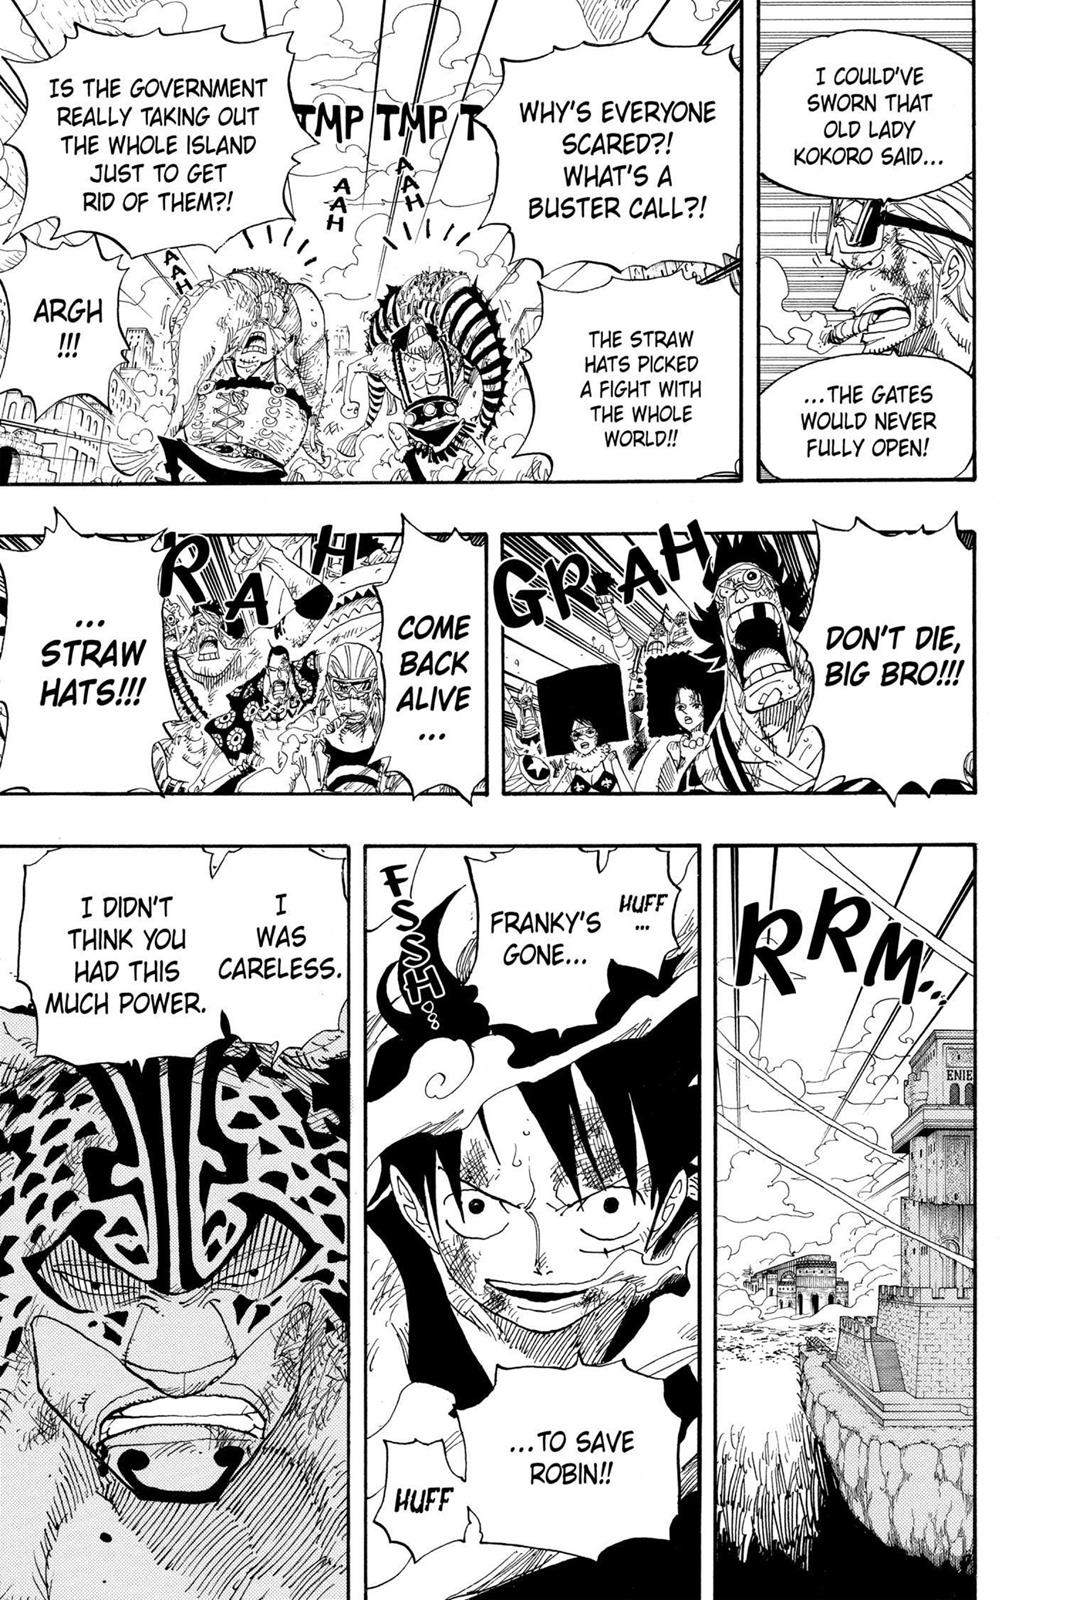 I COULD'VE
SWORN THAT
OLD LADY
KOKORO SAID...
...THE GATES
WOULD NEVER
FULLY OPEN!
WHY'S EVERYONE
SCARED?!
WHAT'S A
BUSTER CALL?!
THE STRAW
HATS PICKED
A FIGHT WITH
THE WHOLE
WORLD!!
TMP TMP T
AAH
AAH
IS THE GOVERNMENT
REALLY TAKING OUT
THE WHOLE ISLAND
JUST TO GET
RID OF THEM?!
AAH
ARGH
!!!
DON'T DIE,
BIG BRO!!!
GRAAH
COME
BACK
ALIVE
...
RAH
...
STRAW
HATS!!!
RRM...
ENIE
HUFF
...
FRANKY'S
GONE...
FSSSH...
...TO SAVE
ROBIN!!
HUFF
I
WAS
CARELESS.
I DIDN'T
THINK YOU
HAD THIS
MUCH POWER.